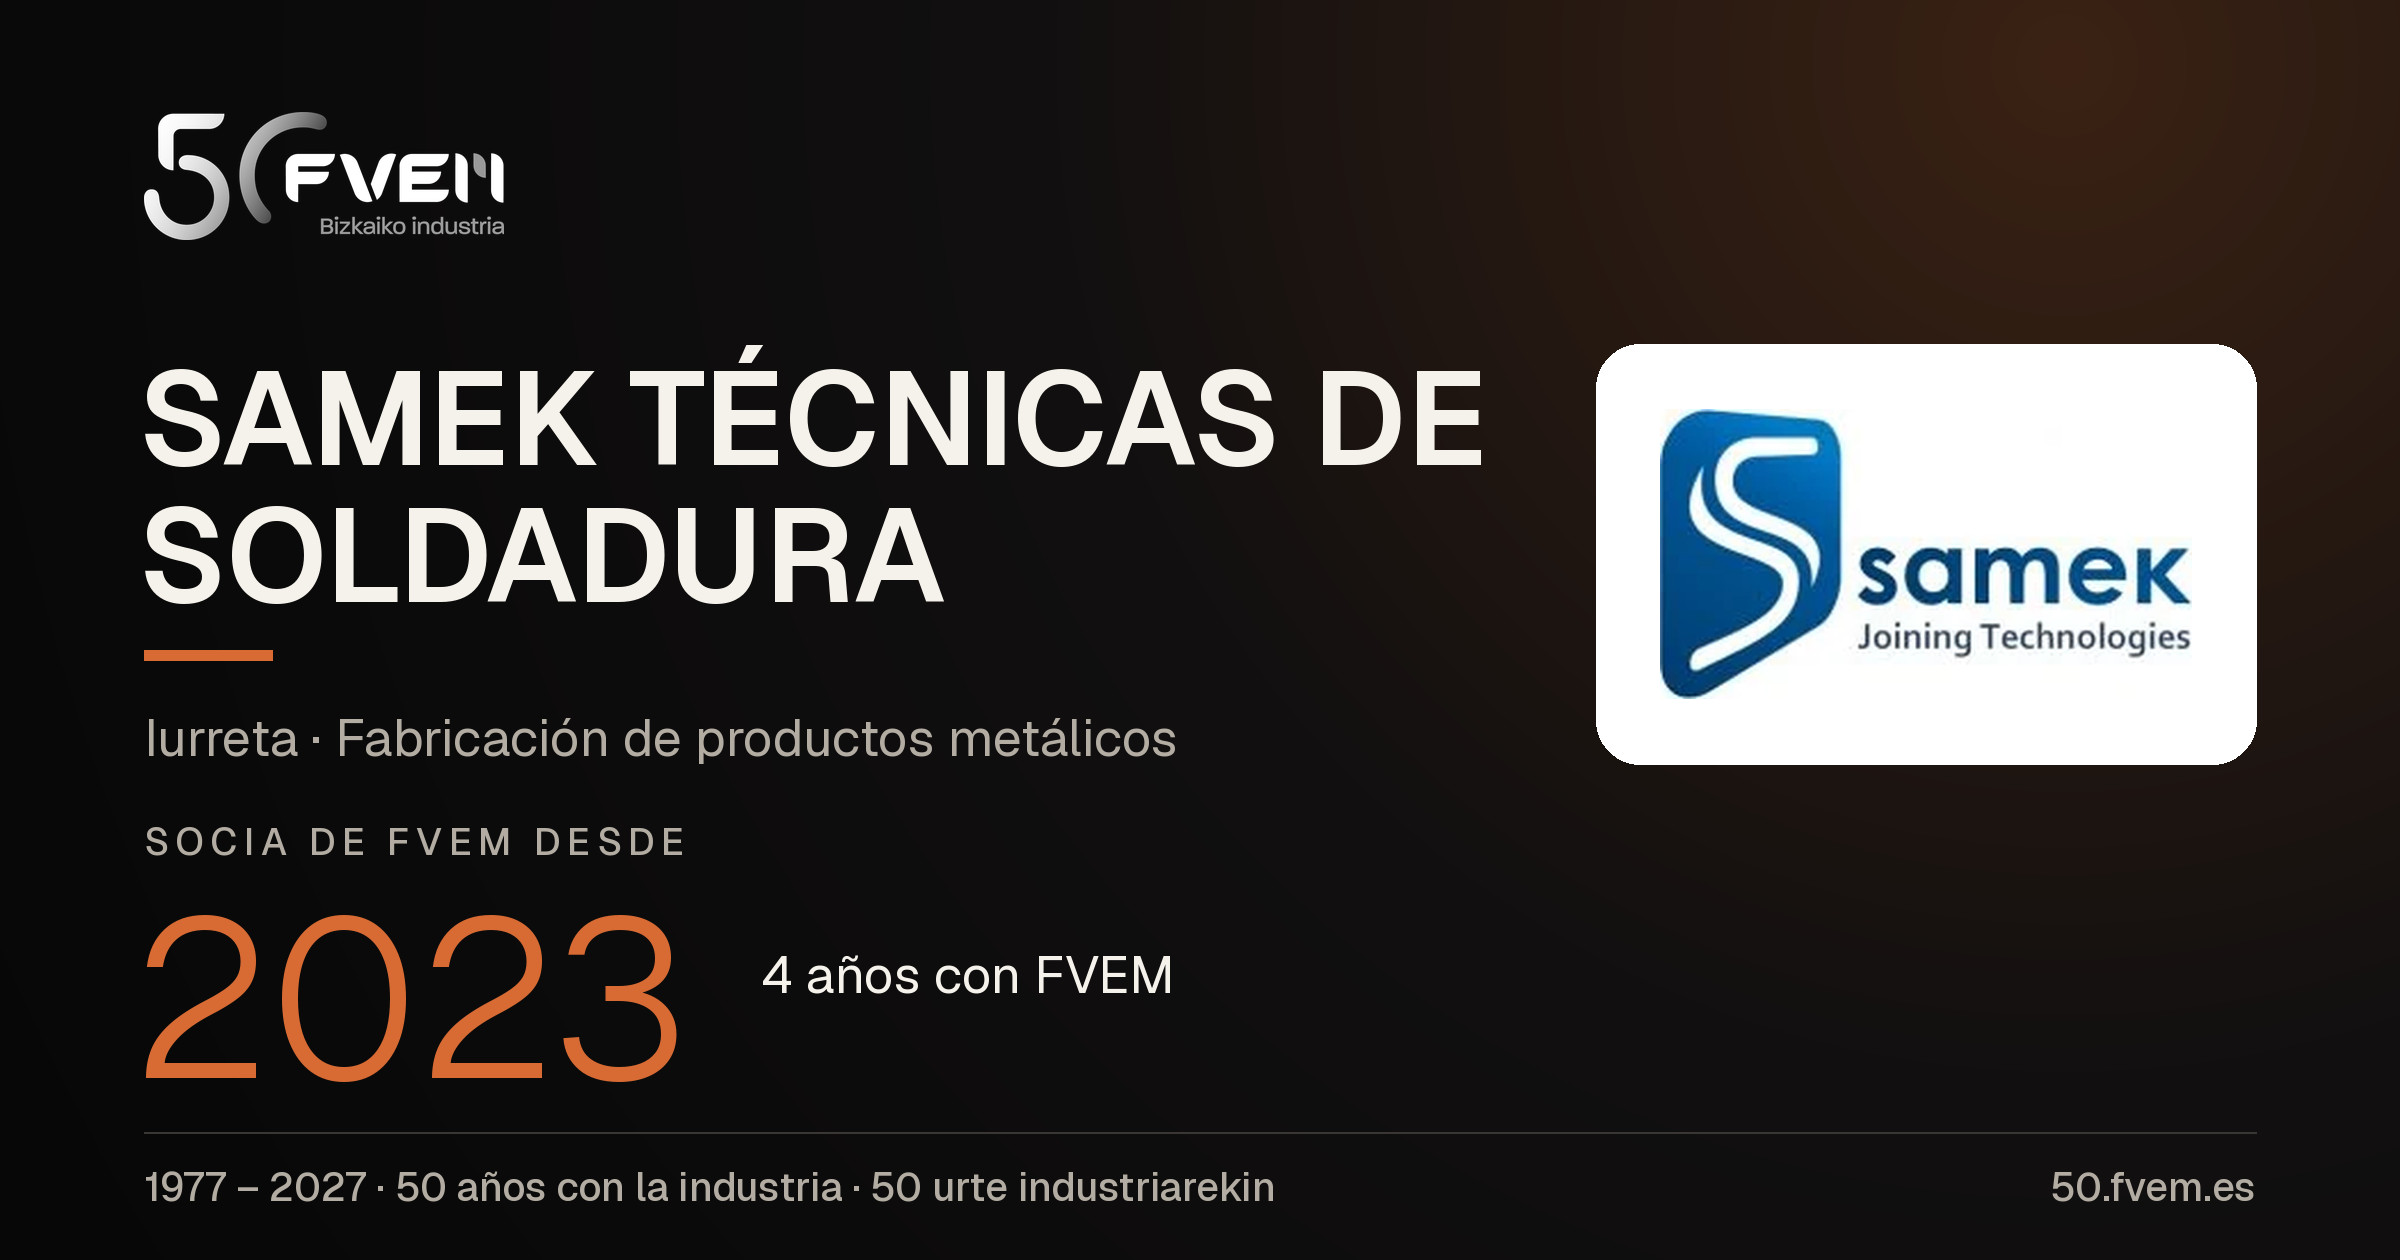 50 FVEM
Bizkaiko industria
SAMEK TÉCNICAS DE
SOLDADURA
samek
Joining Technologies
Iurreta · Fabricación de productos metálicos
SOCIA DE FVEM DESDE
2023
4 años con FVEM
1977 – 2027 · 50 años con la industria · 50 urte industriarekin
50.fvem.es